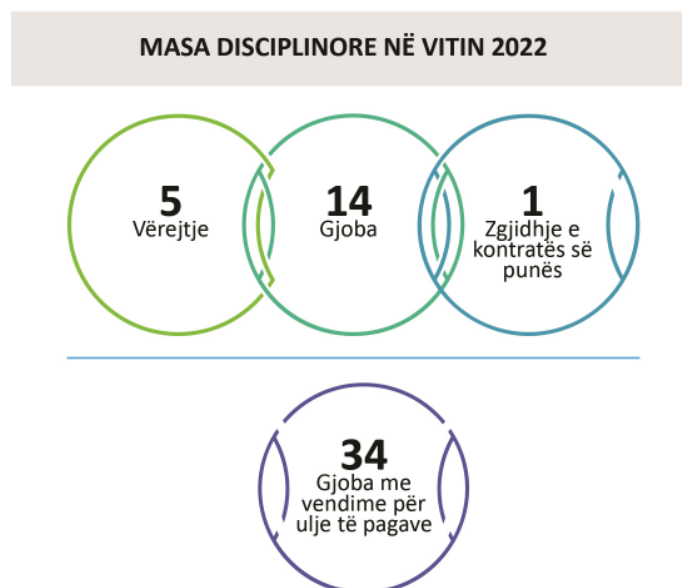 MASA DISCIPLINORE NË VITIN 2022
5
Vërejtje
14
Gjoba
1
Zgjidhje e
kontratës së
punës
34
Gjoba me
vendime për
ulje të pagave